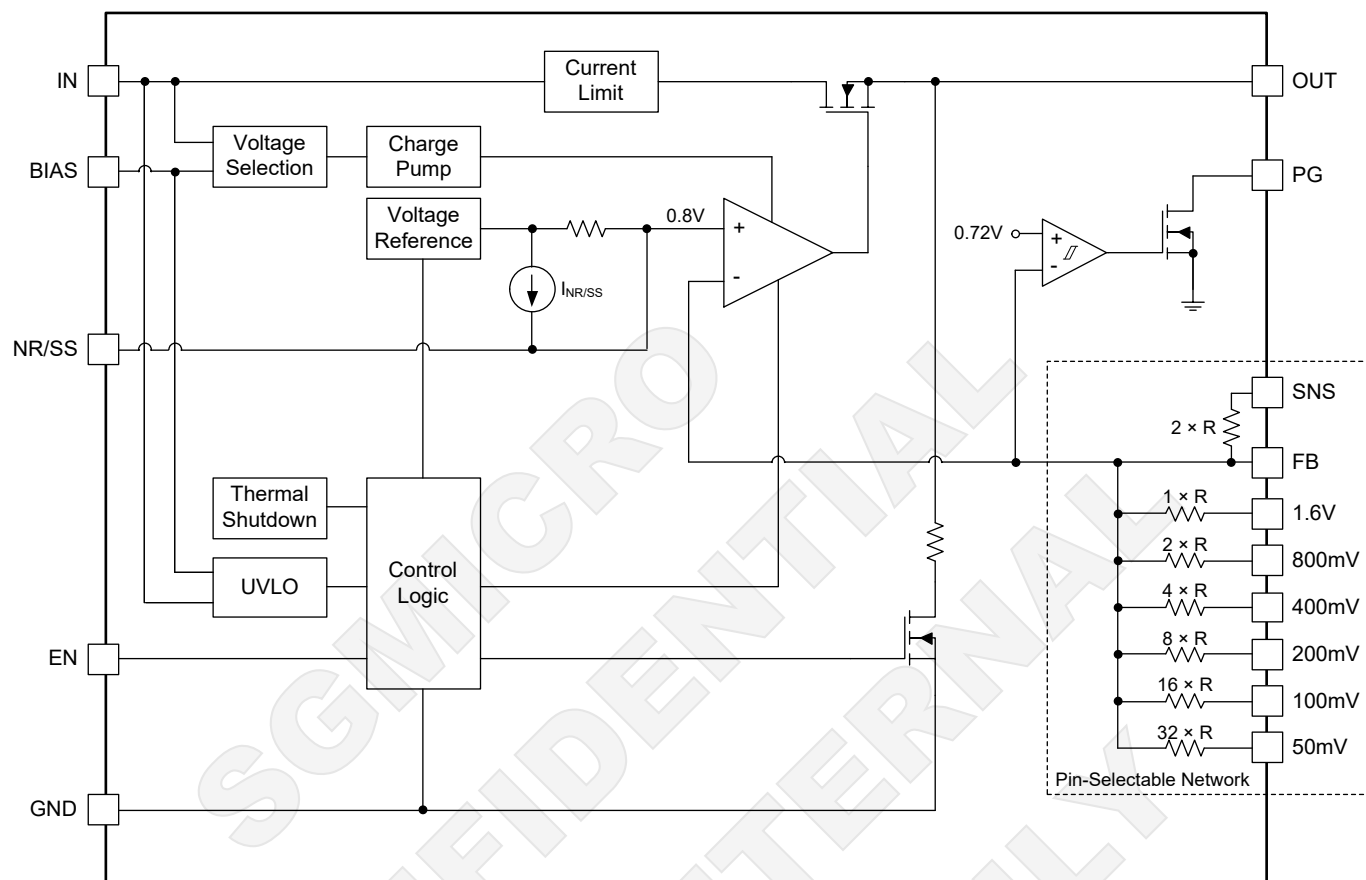 IN
Current
Limit
OUT
Voltage
Selection
Charge
Pump
BIAS
PG
Voltage
Reference
0.8V
+
-
0.72V
+
-
INR/SS
NR/SS
SNS
2 × R
FB
1 × R
1.6V
Thermal
Shutdown
2 × R
800mV
UVLO
Control
Logic
4 × R
400mV
8 × R
200mV
EN
16 × R
100mV
32 × R
50mV
Pin-Selectable Network
GND
SGMICRO
CONFIDENTIAL
INTERNAL
ONLY